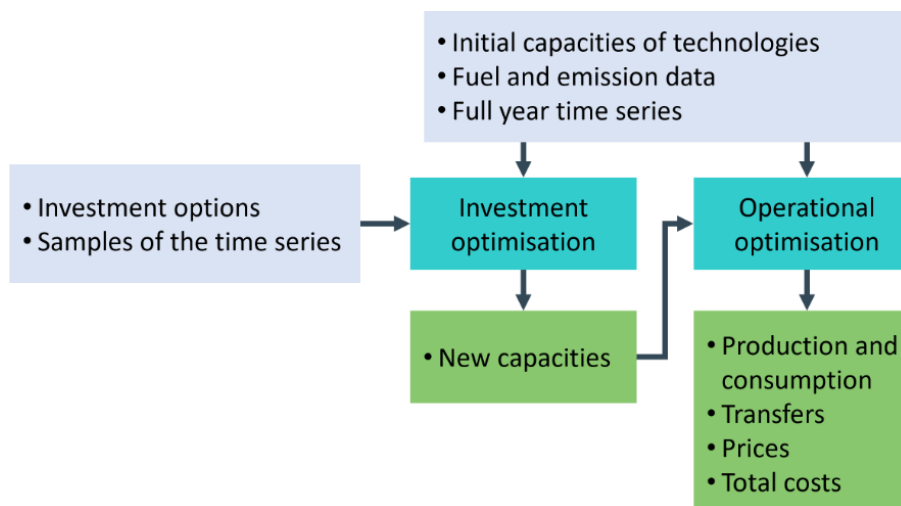 • Initial capacities of technologies
• Fuel and emission data
• Full year time series
• Investment options
• Samples of the time series
Investment
optimisation
Operational
optimisation
• New capacities
• Production and
consumption
• Transfers
• Prices
• Total costs